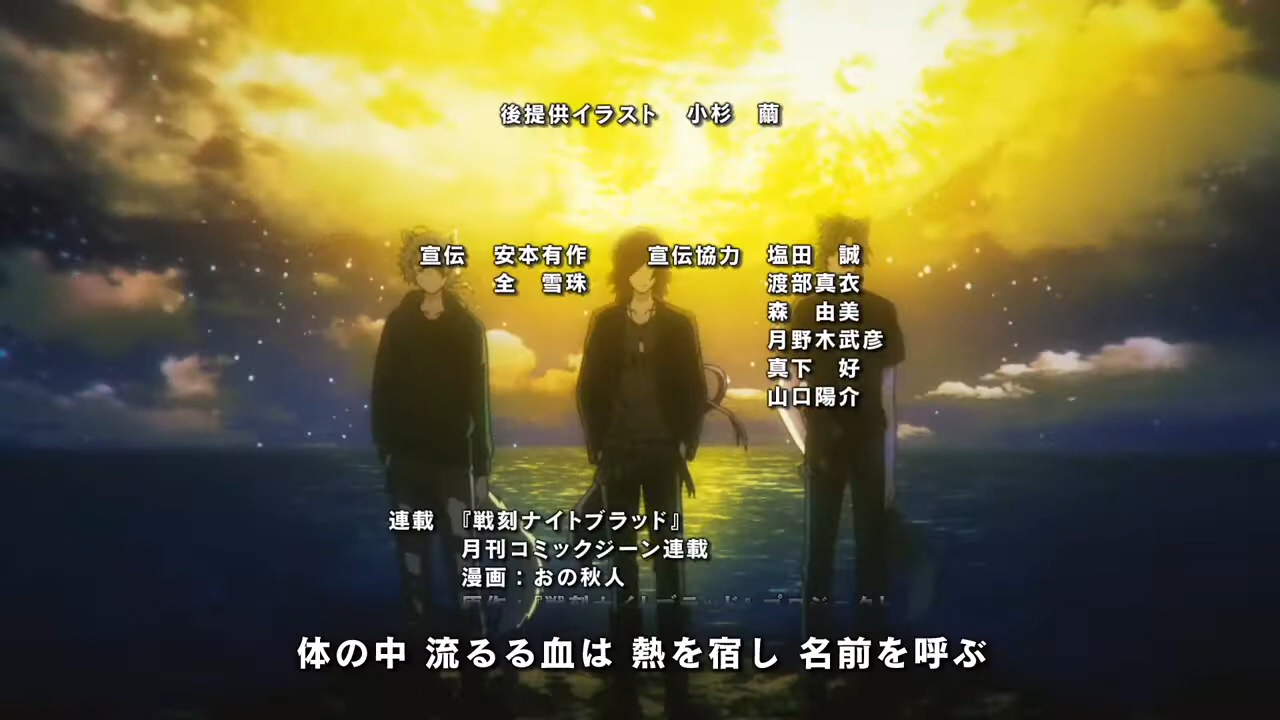 後提供イラスト 小杉 繭
宣伝 安本有作 宣伝協力 塩田 誠
全 雪珠 渡部真衣
森 由美
月野木武彦
真下 好
山口陽介
連載 『戦刻ナイトブラッド』
月刊コミックジーン連載
漫画：おの秋人
体の中 流るる血は 熱を宿し 名前を呼ぶ